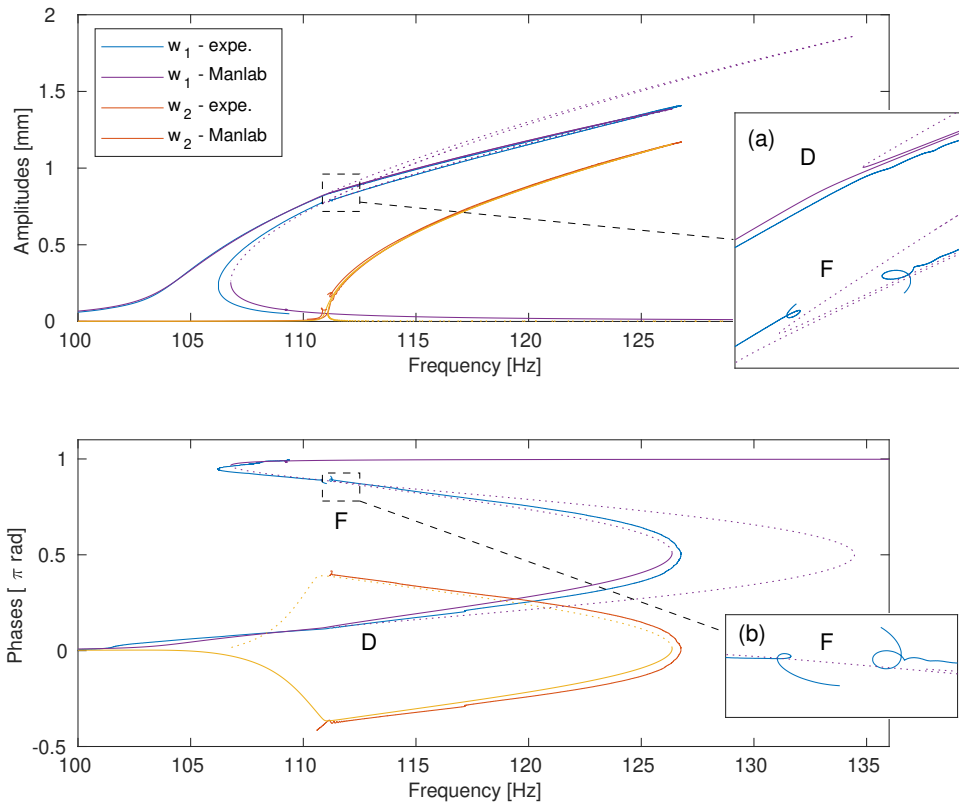 2
1.5
1
0.5
0
Amplitudes [mm]
w1 - expe.
w1 - Manlab
w2 - expe.
w2 - Manlab
(a)
D
F
100 105 110 115 120 125
Frequency [Hz]
1
0.5
0
-0.5
Phases [ π rad]
F
D
(b)
F
100 105 110 115 120 125 130 135
Frequency [Hz]